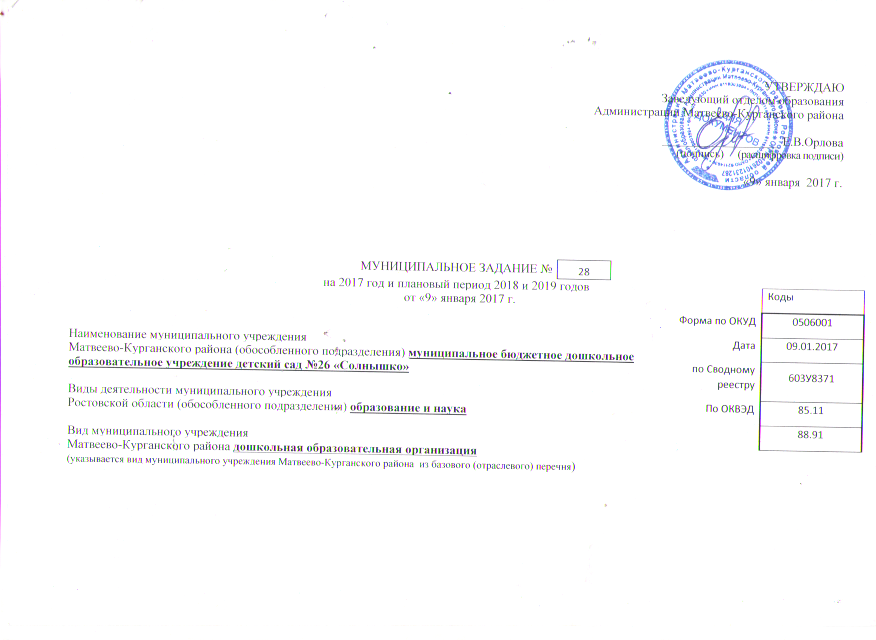 УТВЕРЖДАЮ
Заведующий отделом образования
Администрации Матвеево-Курганского района
Е.В.Орлова
(подпись) (расшифровка подписи)
«9» января 2017 г.
МУНИЦИПАЛЬНОЕ ЗАДАНИЕ № 28
на 2017 год и плановый период 2018 и 2019 годов
от «9» января 2017 г.
Коды
Форма по ОКУД 0506001
Дата 09.01.2017
по Сводному
реестру 603У8371
По ОКВЭД 85.11
88.91
Наименование муниципального учреждения
Матвеево-Курганского района (обособленного подразделения) муниципальное бюджетное дошкольное
образовательное учреждение детский сад №26 «Солнышко»
Виды деятельности муниципального учреждения
Ростовской области (обособленного подразделения) образование и наука
Вид муниципального учреждения
Матвеево-Курганского района дошкольная образовательная организация
(указывается вид муниципального учреждения Матвеево-Курганского района из базового (отраслевого) перечня)